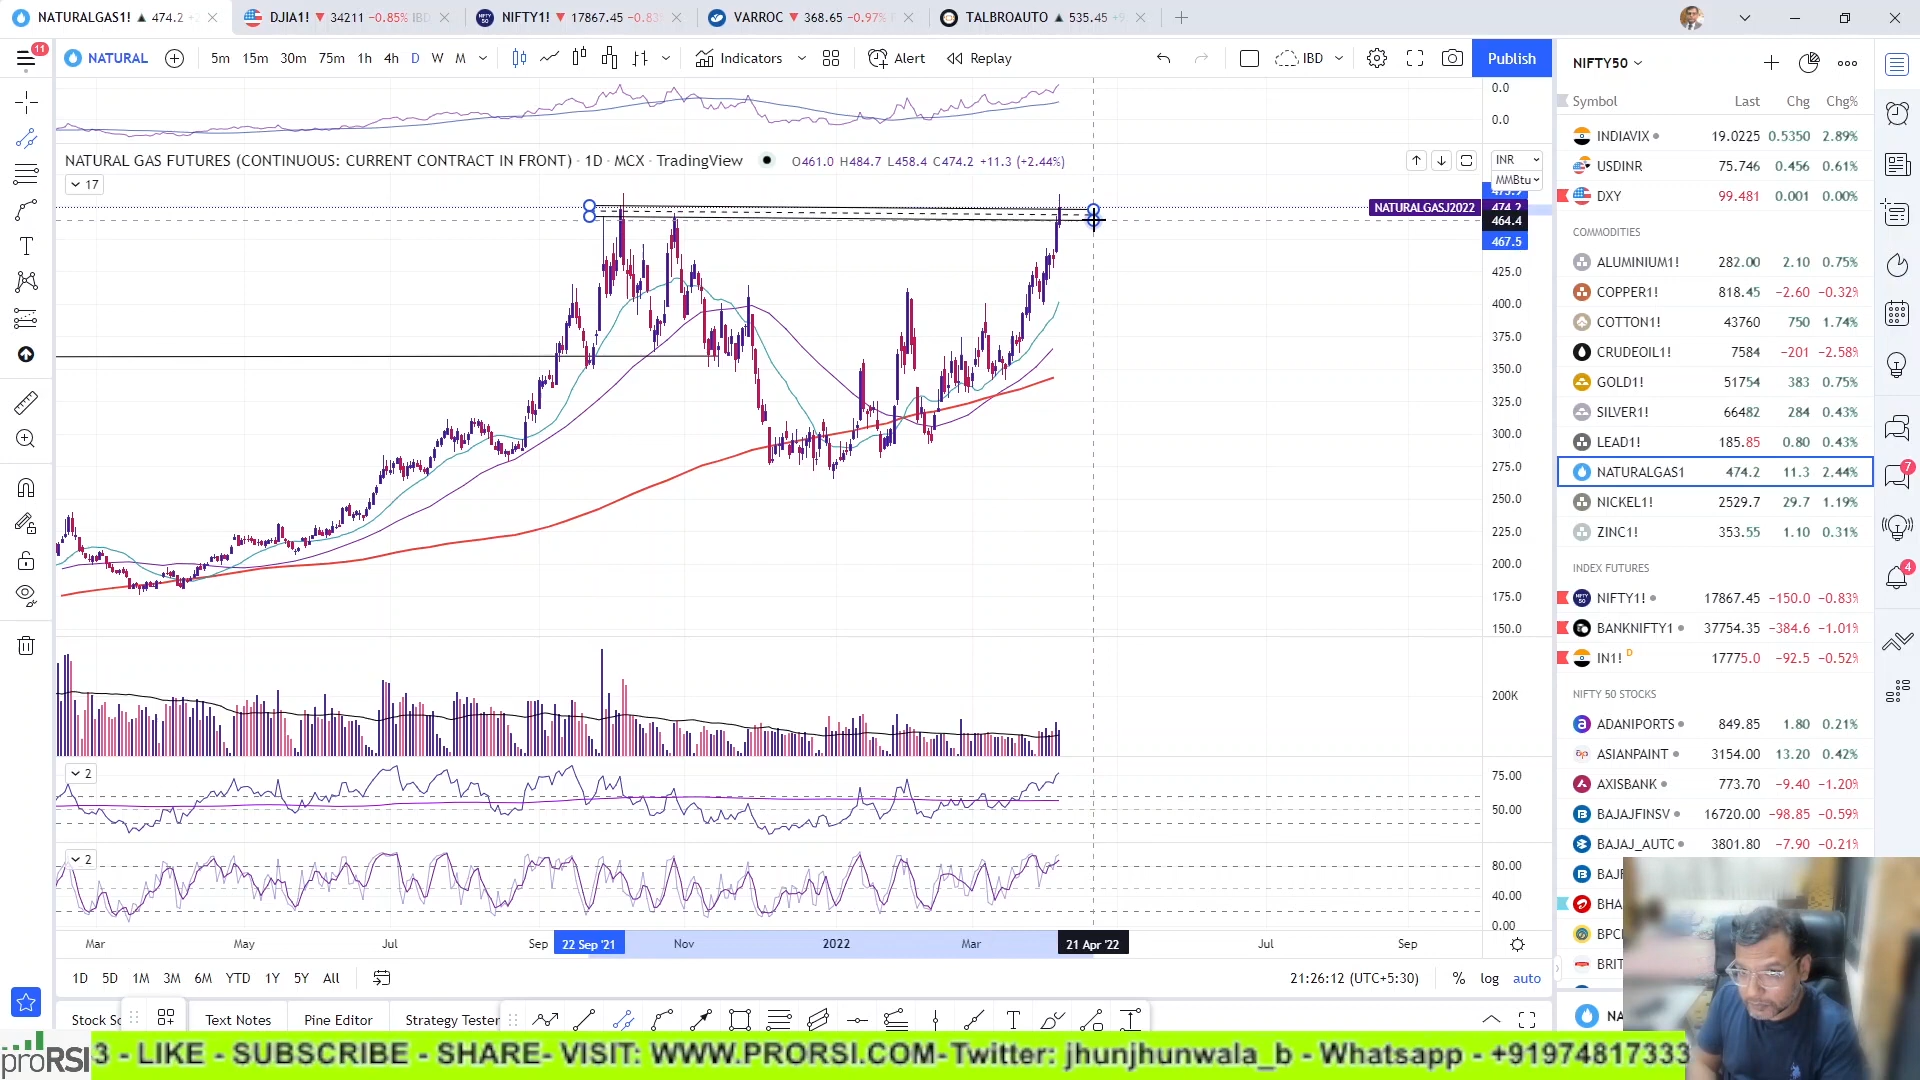 NATURALGAS1! ▲ 474.2
DJIA1! ▼ 34211 −0.85% IBD
NIFTY1! ▼ 17867.45 −0.83%
VARROC ▼ 368.65 −0.97%
TALBROAUTO ▲ 535.45
11
NATURAL
5m 15m 30m 75m 1h 4h D W M
Indicators
Alert
Replay
IBD
Publish
0.0
0.0
NATURAL GAS FUTURES (CONTINUOUS: CURRENT CONTRACT IN FRONT) · 1D · MCX · TradingView
O461.0 H484.7 L458.4 C474.2 +11.3 (+2.44%)
INR
MMBtu
17
NATURALGASJ2022
474.2
464.4
467.5
425.0
400.0
375.0
350.0
325.0
300.0
275.0
250.0
225.0
200.0
175.0
150.0
200K
2
75.00
50.00
2
80.00
40.00
0.00
Mar May Jul Sep 22 Sep '21 Nov 2022 Mar 21 Apr '22 Jul Sep
1D 5D 1M 3M 6M YTD 1Y 5Y All
21:26:12 (UTC+5:30)
% log auto
Text Notes
Pine Editor
Strategy Tester
NIFTY50
Symbol Last Chg Chg%
INDIAVIX 19.0225 0.5350 2.89%
USDINR 75.746 0.456 0.61%
DXY 99.481 0.001 0.00%
COMMODITIES
ALUMINIUM1! 282.00 2.10 0.75%
COPPER1! 818.45 −2.60 −0.32%
COTTON1! 43760 750 1.74%
CRUDEOIL1! 7584 −201 −2.58%
GOLD1! 51754 383 0.75%
SILVER1! 66482 284 0.43%
LEAD1! 185.85 0.80 0.43%
NATURALGAS1 474.2 11.3 2.44%
NICKEL1! 2529.7 29.7 1.19%
ZINC1! 353.55 1.10 0.31%
INDEX FUTURES
NIFTY1! 17867.45 −150.0 −0.83%
BANKNIFTY1 37754.35 −384.6 −1.01%
IN1! D 17775.0 −92.5 −0.52%
NIFTY 50 STOCKS
ADANIPORTS 849.85 1.80 0.21%
ASIANPAINT 3154.00 13.20 0.42%
AXISBANK 773.70 −9.40 −1.20%
BAJAJFINSV 16720.00 −98.85 −0.59%
BAJAJ_AUTO 3801.80 −7.90 −0.21%
7
4
proRSI
3 - LIKE - SUBSCRIBE - SHARE- VISIT: WWW.PRORSI.COM-Twitter: jhunjhunwala_b - Whatsapp - +91974817333